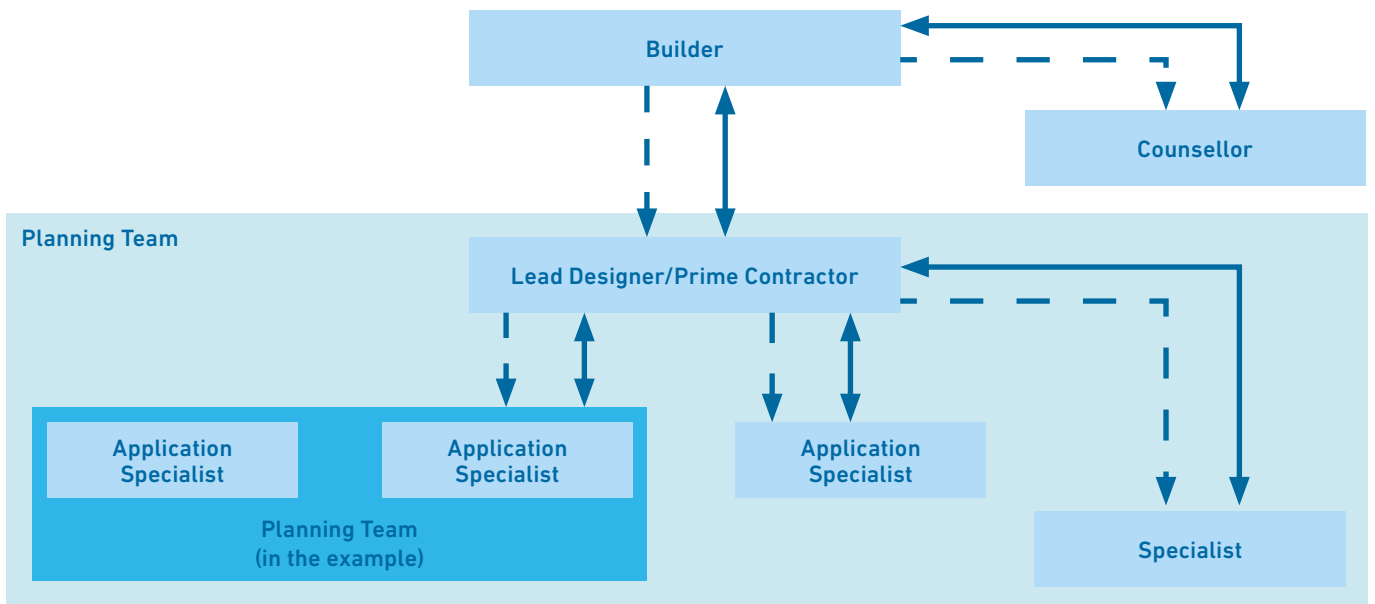 Builder
Counsellor
Planning Team
Lead Designer/Prime Contractor
Application
Specialist
Application
Specialist
Application
Specialist
Planning Team
(in the example)
Specialist